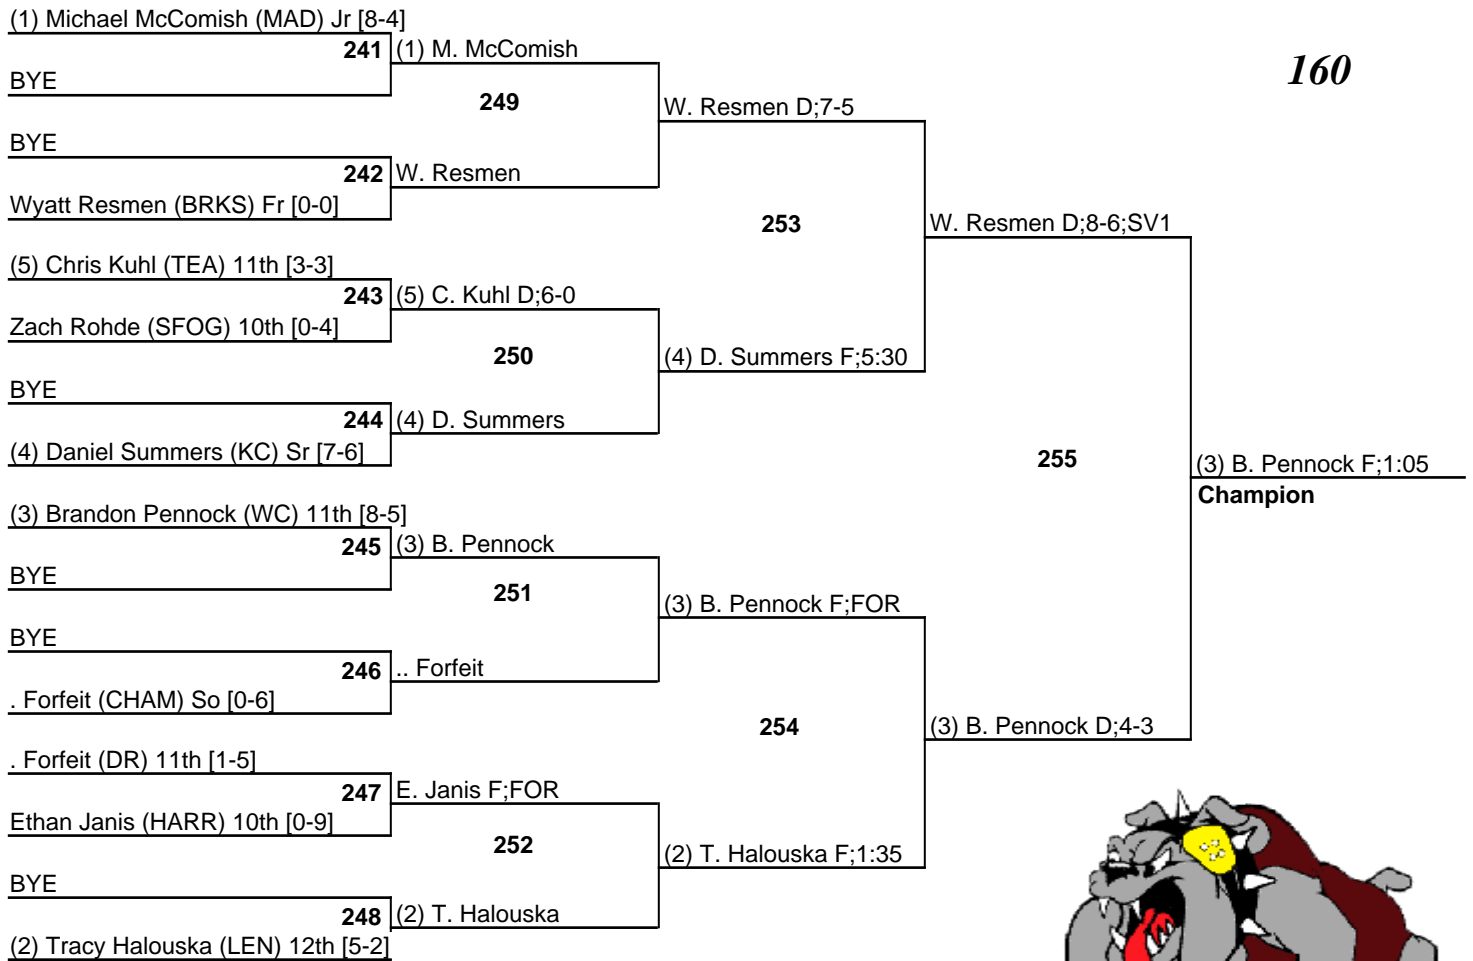 (1) Michael McComish (MAD) Jr [8-4]
241 (1) M. McComish
160
BYE
249
W. Resmen D;7-5
BYE
242 W. Resmen
Wyatt Resmen (BRKS) Fr [0-0]
253
W. Resmen D;8-6;SV1
(5) Chris Kuhl (TEA) 11th [3-3]
243 (5) C. Kuhl D;6-0
Zach Rohde (SFOG) 10th [0-4]
250
(4) D. Summers F;5:30
BYE
244 (4) D. Summers
(4) Daniel Summers (KC) Sr [7-6]
255
(3) B. Pennock F;1:05
Champion
(3) Brandon Pennock (WC) 11th [8-5]
245 (3) B. Pennock
BYE
251
(3) B. Pennock F;FOR
BYE
246 .. Forfeit
. Forfeit (CHAM) So [0-6]
254
(3) B. Pennock D;4-3
. Forfeit (DR) 11th [1-5]
247 E. Janis F;FOR
Ethan Janis (HARR) 10th [0-9]
252
(2) T. Halouska F;1:35
BYE
248 (2) T. Halouska
(2) Tracy Halouska (LEN) 12th [5-2]